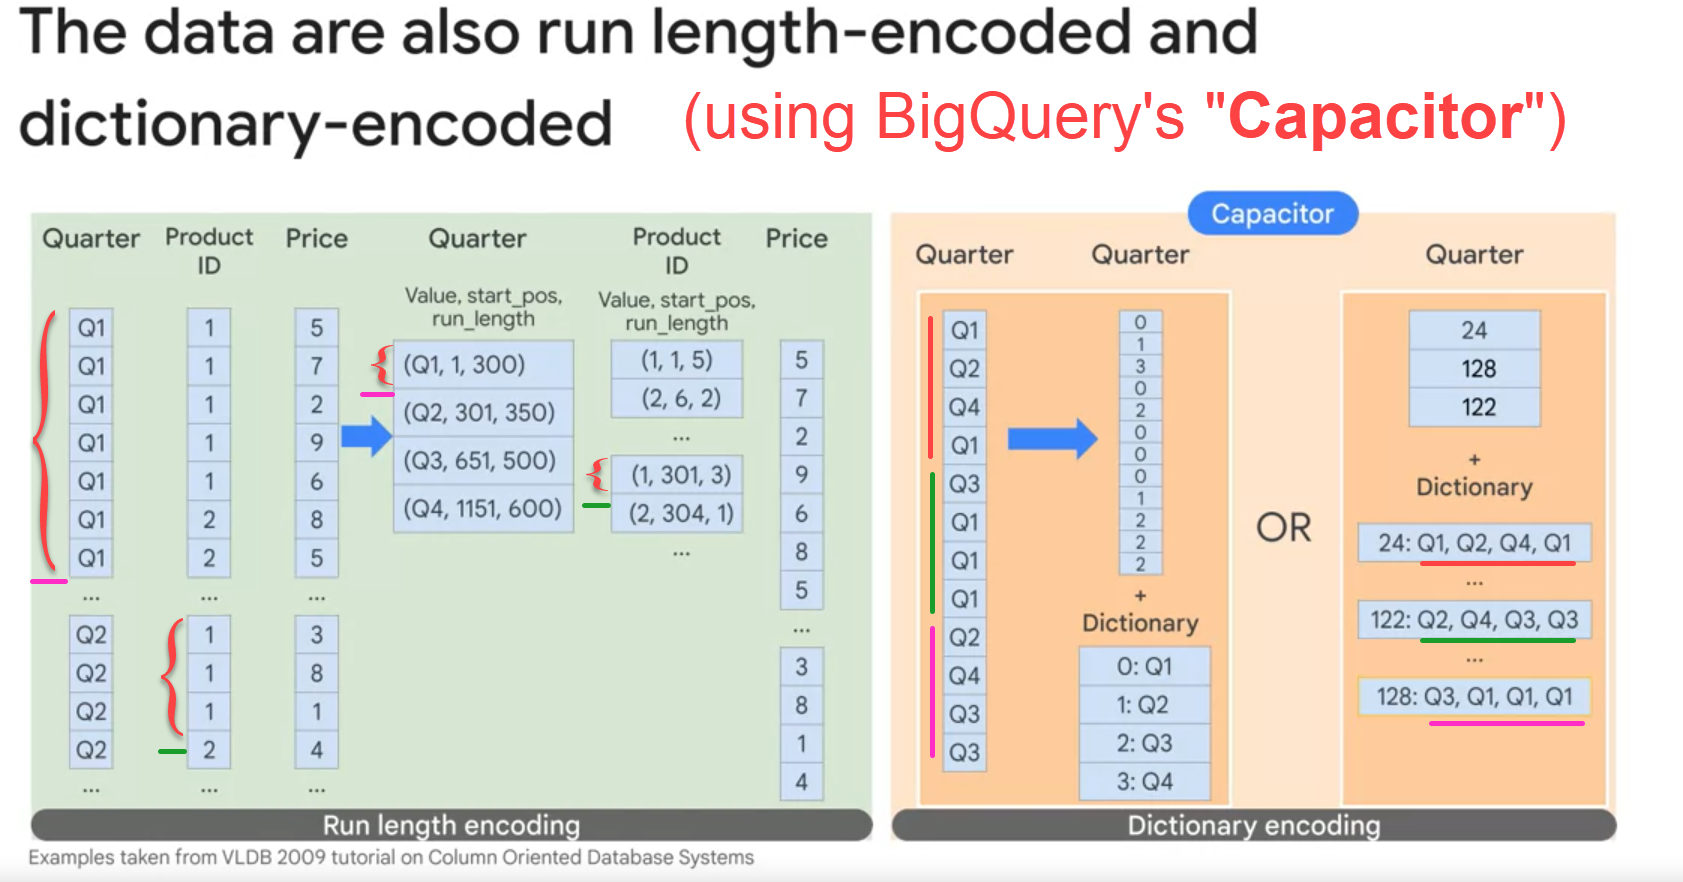 The data are also run length-encoded and
dictionary-encoded (using BigQuery's "Capacitor")
Quarter Product ID Price Quarter Product ID Price
Value, start_pos, run_length
Value, start_pos, run_length
Q1 1 5
Q1 1 7
Q1 1 2
Q1 1 9
Q1 1 6
Q1 2 8
Q1 2 5
... ... ...
Q2 1 3
Q2 1 8
Q2 1 1
Q2 2 4
... ... ...
(Q1, 1, 300)
(Q2, 301, 350)
(Q3, 651, 500)
(Q4, 1151, 600)
(1, 1, 5)
(2, 6, 2)
...
(1, 301, 3)
(2, 304, 1)
...
5
7
2
9
6
8
5
...
3
8
1
4
Run length encoding
Capacitor
Quarter Quarter Quarter
Q1
Q2
Q4
Q1
Q3
Q1
Q1
Q1
Q2
Q4
Q3
Q3
0
1
3
0
2
0
0
0
1
2
2
2
+
Dictionary
0: Q1
1: Q2
2: Q3
3: Q4
OR
24
128
122
+
Dictionary
24: Q1, Q2, Q4, Q1
...
122: Q2, Q4, Q3, Q3
...
128: Q3, Q1, Q1, Q1
Dictionary encoding
Examples taken from VLDB 2009 tutorial on Column Oriented Database Systems